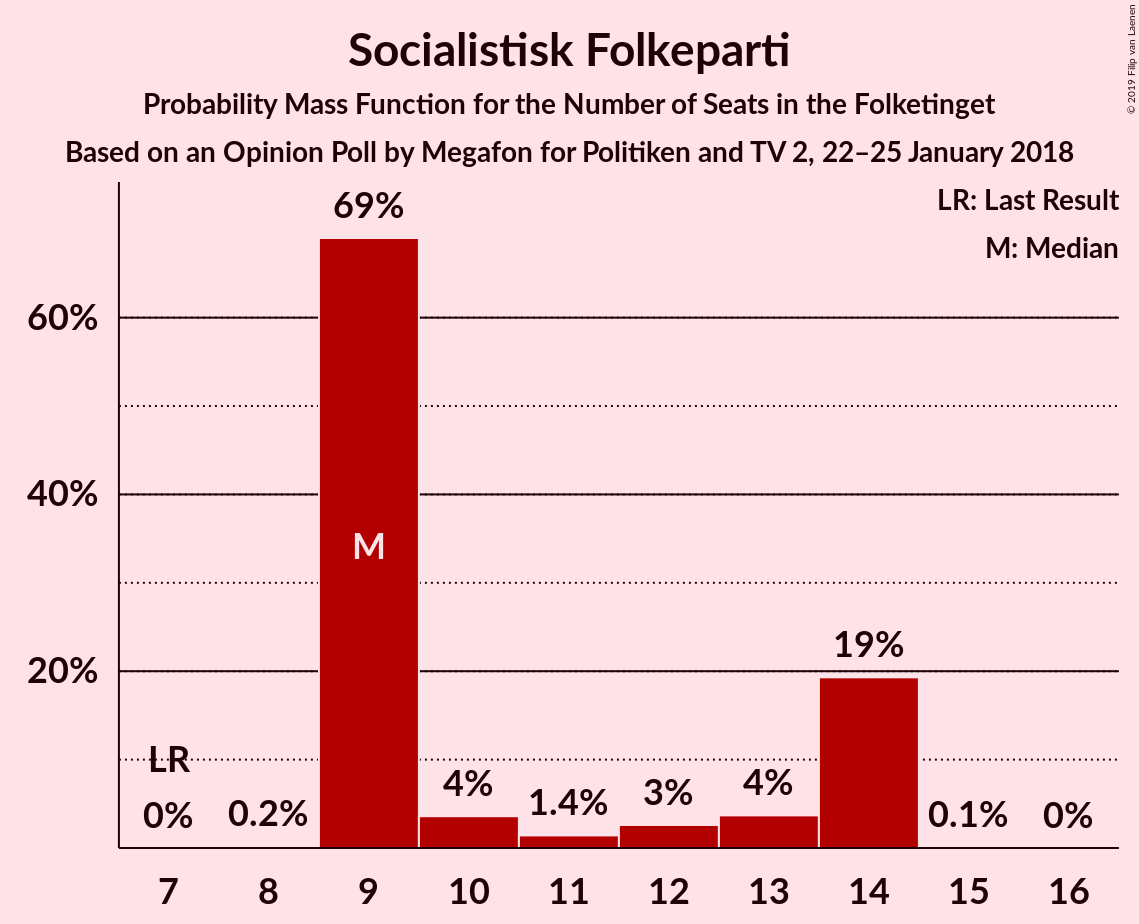 Socialistisk Folkeparti
Probability Mass Function for the Number of Seats in the Folketinget
Based on an Opinion Poll by Megafon for Politiken and TV 2, 22–25 January 2018
© 2019 Filip van Laenen
LR: Last Result
M: Median
69%
60%
40%
M
19%
20%
LR
0%
0.2%
4%
1.4%
3%
4%
0.1%
0%
7 8 9 10 11 12 13 14 15 16